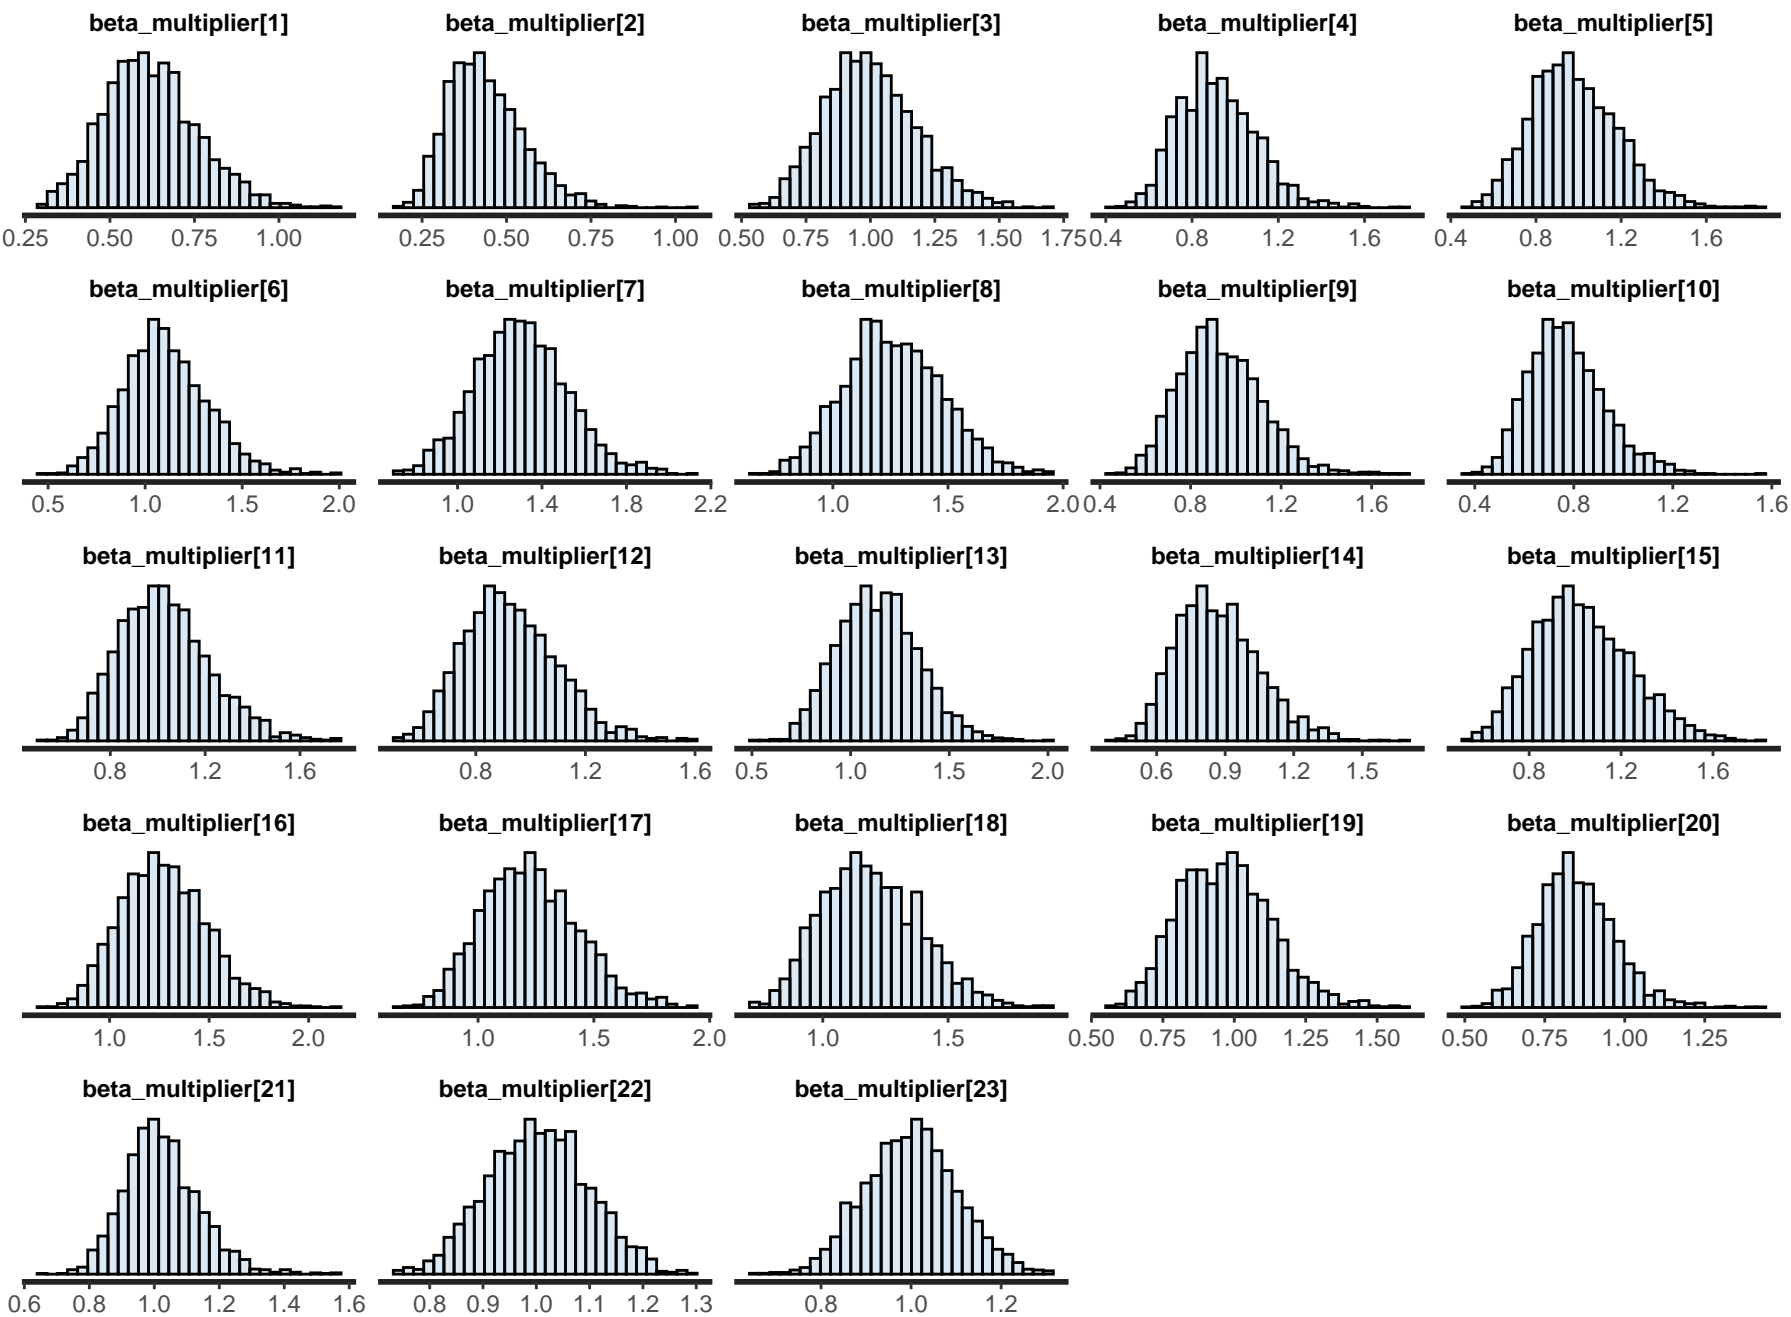 beta_multiplier[1] beta_multiplier[2] beta_multiplier[3] beta_multiplier[4] beta_multiplier[5]
0.25 0.50 0.75 1.00 0.25 0.50 0.75 1.00 0.50 0.75 1.00 1.25 1.50 1.75 0.4 0.8 1.2 1.6 0.4 0.8 1.2 1.6
beta_multiplier[6] beta_multiplier[7] beta_multiplier[8] beta_multiplier[9] beta_multiplier[10]
0.5 1.0 1.5 2.0 1.0 1.4 1.8 2.2 1.0 1.5 2.0 0.4 0.8 1.2 1.6 0.4 0.8 1.2 1.6
beta_multiplier[11] beta_multiplier[12] beta_multiplier[13] beta_multiplier[14] beta_multiplier[15]
0.8 1.2 1.6 0.8 1.2 1.6 0.5 1.0 1.5 2.0 0.6 0.9 1.2 1.5 0.8 1.2 1.6
beta_multiplier[16] beta_multiplier[17] beta_multiplier[18] beta_multiplier[19] beta_multiplier[20]
1.0 1.5 2.0 1.0 1.5 2.0 1.0 1.5 0.50 0.75 1.00 1.25 1.50 0.50 0.75 1.00 1.25
beta_multiplier[21] beta_multiplier[22] beta_multiplier[23]
0.6 0.8 1.0 1.2 1.4 1.6 0.8 0.9 1.0 1.1 1.2 1.3 0.8 1.0 1.2